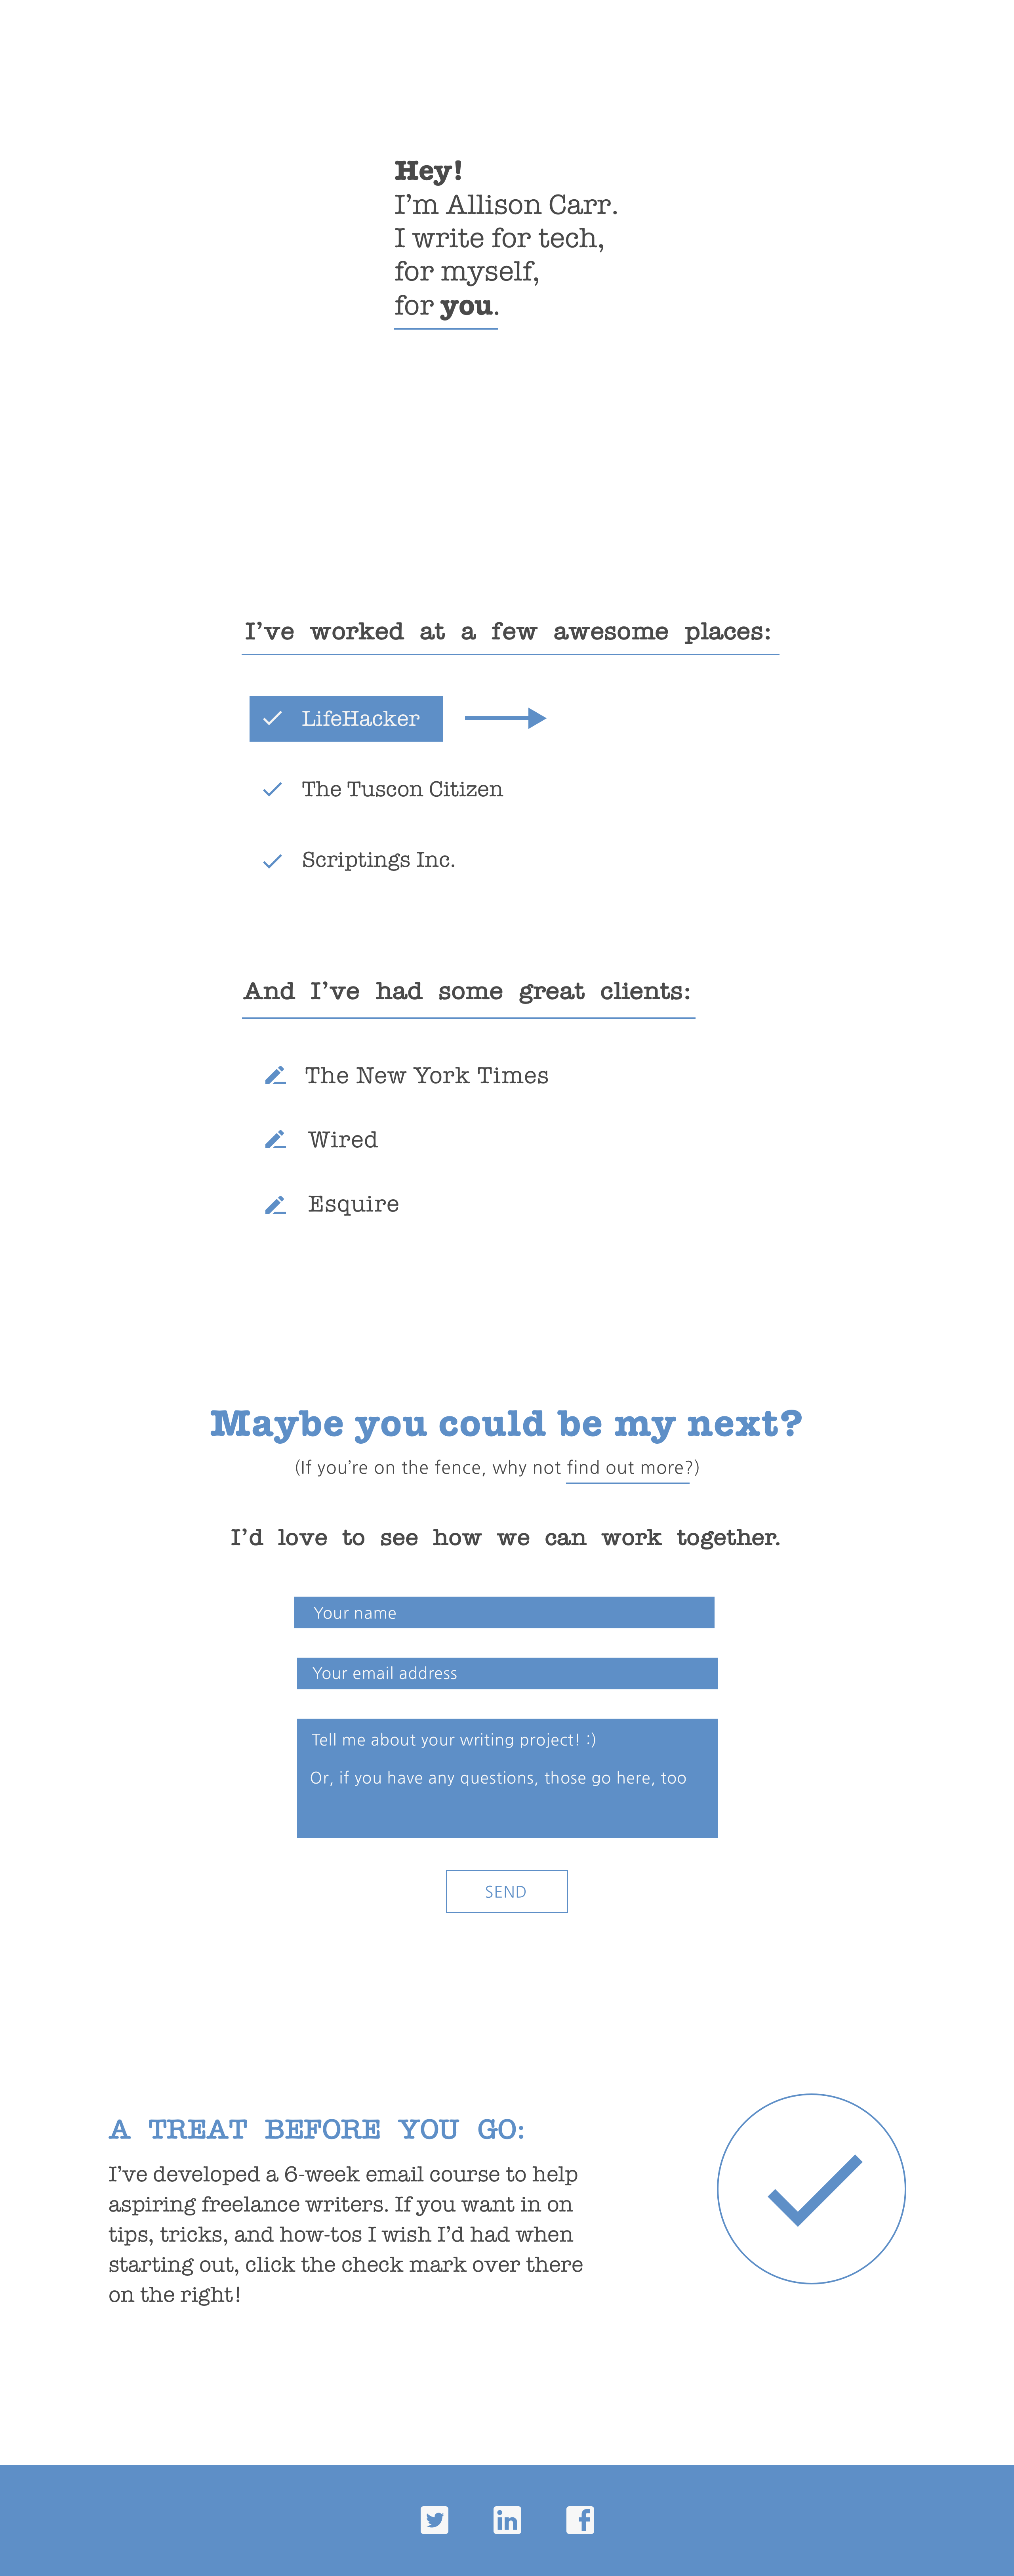 Hey!
I’m Allison Carr.
I write for tech,
for myself,
for you.
I’ve worked at a few awesome places:
LifeHacker
The Tuscon Citizen
Scriptings Inc.
And I’ve had some great clients:
The New York Times
Wired
Esquire
Maybe you could be my next?
(If you’re on the fence, why not find out more?)
I’d love to see how we can work together.
Your name
Your email address
Tell me about your writing project! :)
Or, if you have any questions, those go here, too
SEND
A TREAT BEFORE YOU GO:
I’ve developed a 6-week email course to help
aspiring freelance writers. If you want in on
tips, tricks, and how-tos I wish I’d had when
starting out, click the check mark over there
on the right!